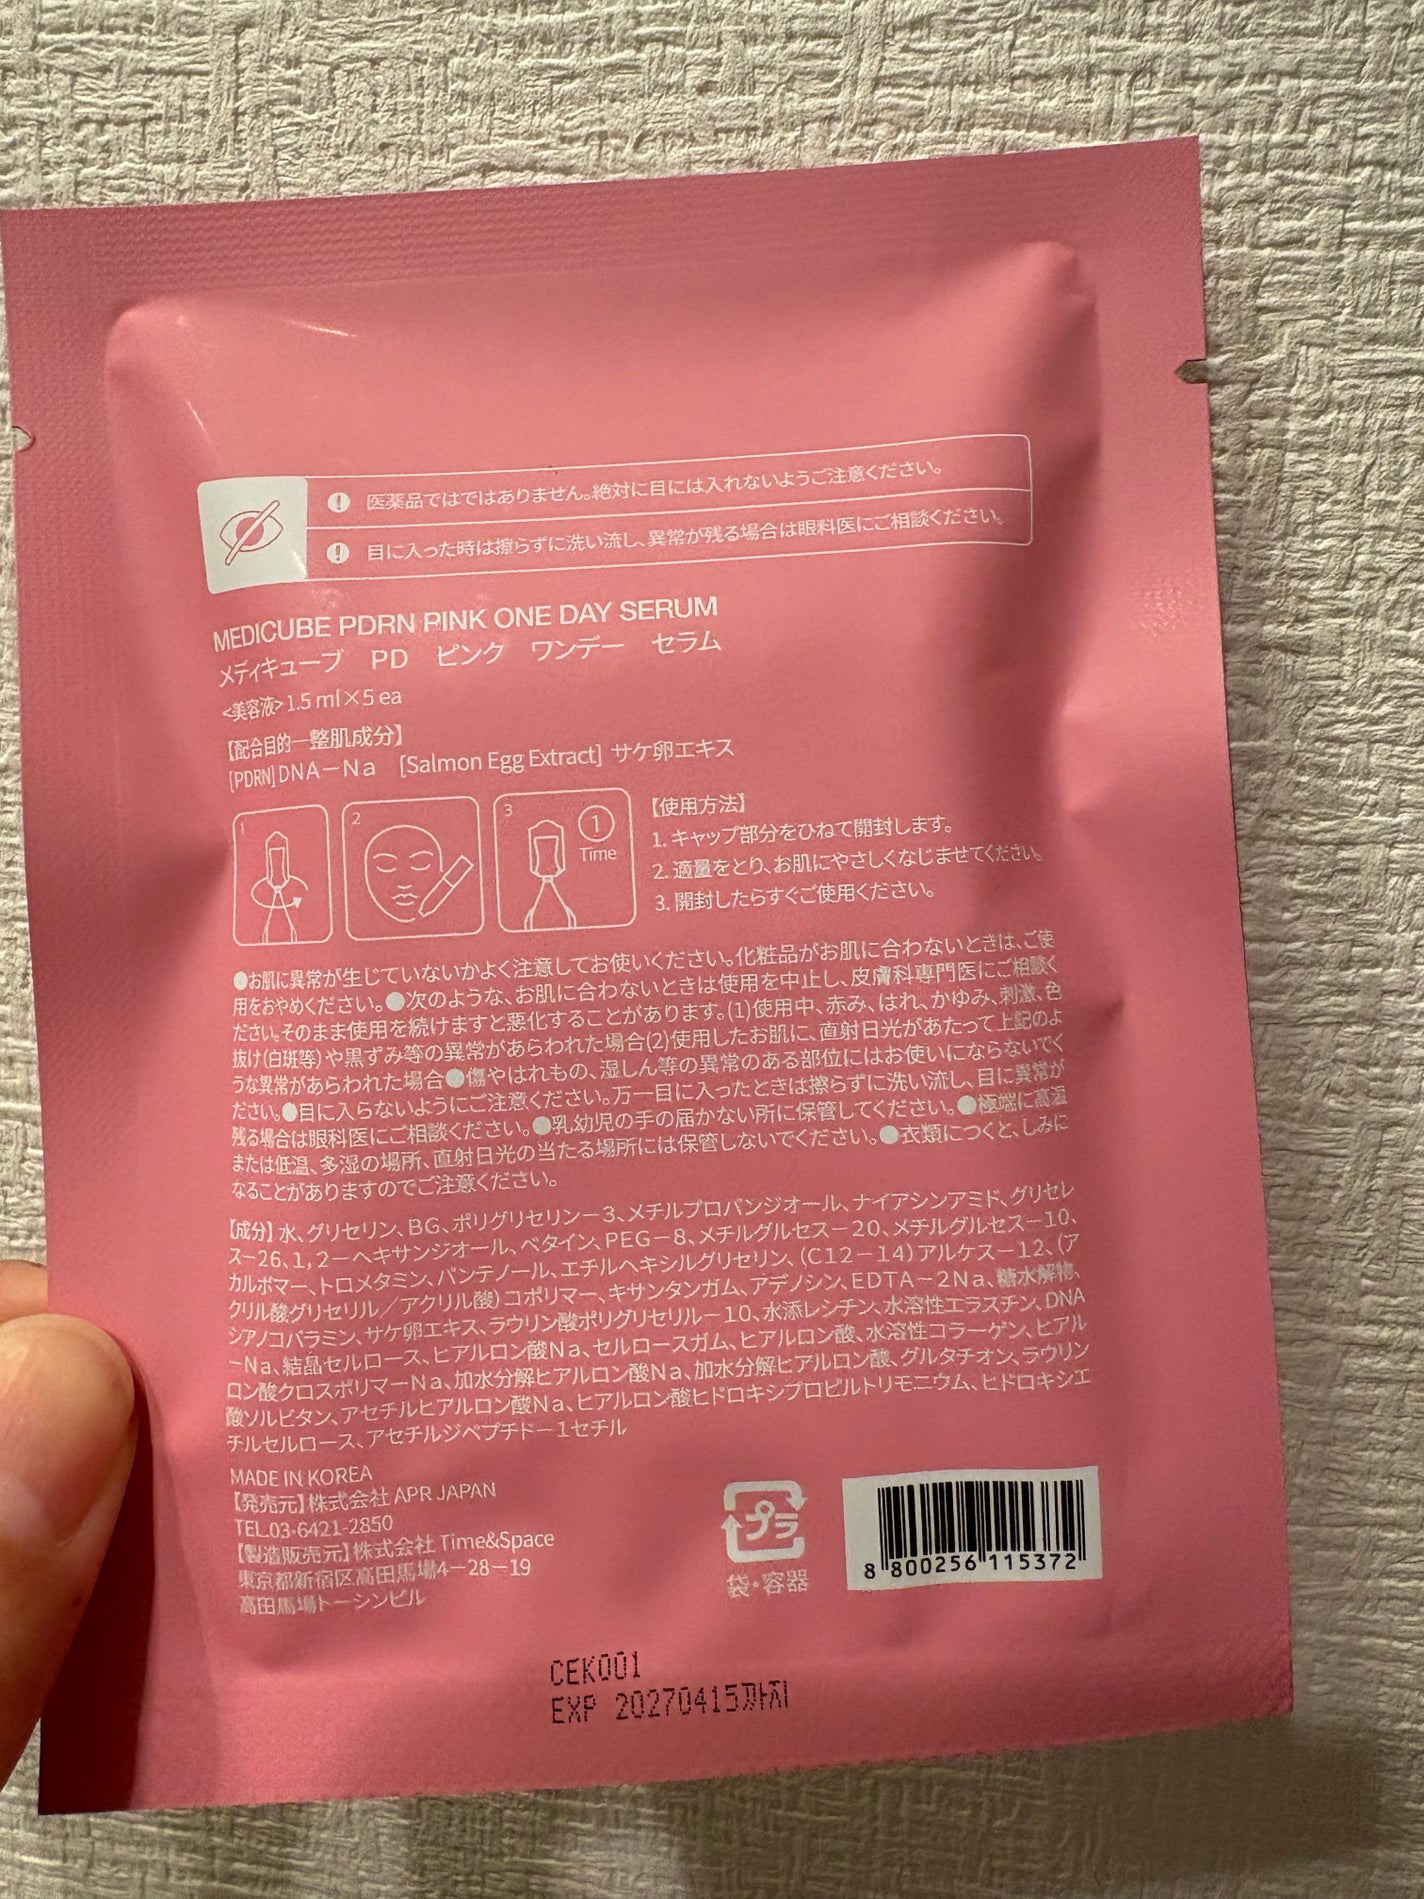 医薬品ではではありません。絶対に目には入れないようご注意ください。
目に入った時は擦らずに洗い流し、異常が残る場合は眼科医にご相談ください。
MEDICUBE PDRN PINK ONE DAY SERUM
メディキューブ PD ピンク ワンデー セラム
<美容液>1.5 ml×5 ea
【配合目的―整肌成分】
[PDRN] DNA－Na [Salmon Egg Extract] サケ卵エキス
1
2
3
1
Time
【使用方法】
1. キャップ部分をひねて開封します。
2. 適量をとり、お肌にやさしくなじませてください。
3. 開封したらすぐご使用ください。
●お肌に異常が生じていないかよく注意してお使いください。化粧品がお肌に合わないときは、ご使
用をおやめください。●次のような、お肌に合わないときは使用を中止し、皮膚科専門医にご相談く
ださい。そのまま使用を続けますと悪化することがあります。(1)使用中、赤み、はれ、かゆみ、刺激、色
抜け(白斑等)や黒ずみ等の異常があらわれた場合(2)使用したお肌に、直射日光があたって上記のよ
うな異常があらわれた場合●傷やはれもの、湿しん等の異常のある部位にはお使いにならないでく
ださい。●目に入らないようにご注意ください。万一目に入ったときは擦らずに洗い流し、目に異常が
残る場合は眼科医にご相談ください。●乳幼児の手の届かない所に保管してください。●極端に高温
または低温、多湿の場所、直射日光の当たる場所には保管しないでください。●衣類につくと、しみに
なることがありますのでご注意ください。
【成分】水、グリセリン、BG、ポリグリセリン－3、メチルプロパンジオール、ナイアシンアミド、グリセレ
ス－26、1，2－ヘキサンジオール、ベタイン、PEG－8、メチルグルセス－20、メチルグルセス－10、
カルボマー、トロメタミン、パンテノール、エチルヘキシルグリセリン、(C12－14)アルケス－12、(ア
クリル酸グリセリル／アクリル酸)コポリマー、キサンタンガム、アデノシン、EDTA－2Na、糖水解物、
シアノコバラミン、サケ卵エキス、ラウリン酸ポリグリセリル－10、水添レシチン、水溶性エラスチン、DNA
－Na、結晶セルロース、ヒアルロン酸Na、セルロースガム、ヒアルロン酸、水溶性コラーゲン、ヒアル
ロン酸クロスポリマーNa、加水分解ヒアルロン酸Na、加水分解ヒアルロン酸、グルタチオン、ラウリン
酸ソルビタン、アセチルヒアルロン酸Na、ヒアルロン酸ヒドロキシプロピルトリモニウム、ヒドロキシエ
チルセルロース、アセチルジペプチド－1セチル
MADE IN KOREA
【発売元】株式会社 APR JAPAN
TEL.03-6421-2850
【製造販売元】株式会社 Time&Space
東京都新宿区高田馬場4－28－19
高田馬場トーシンビル
プラ
袋・容器
8 800256 115372
CEK001
EXP 20270415까지